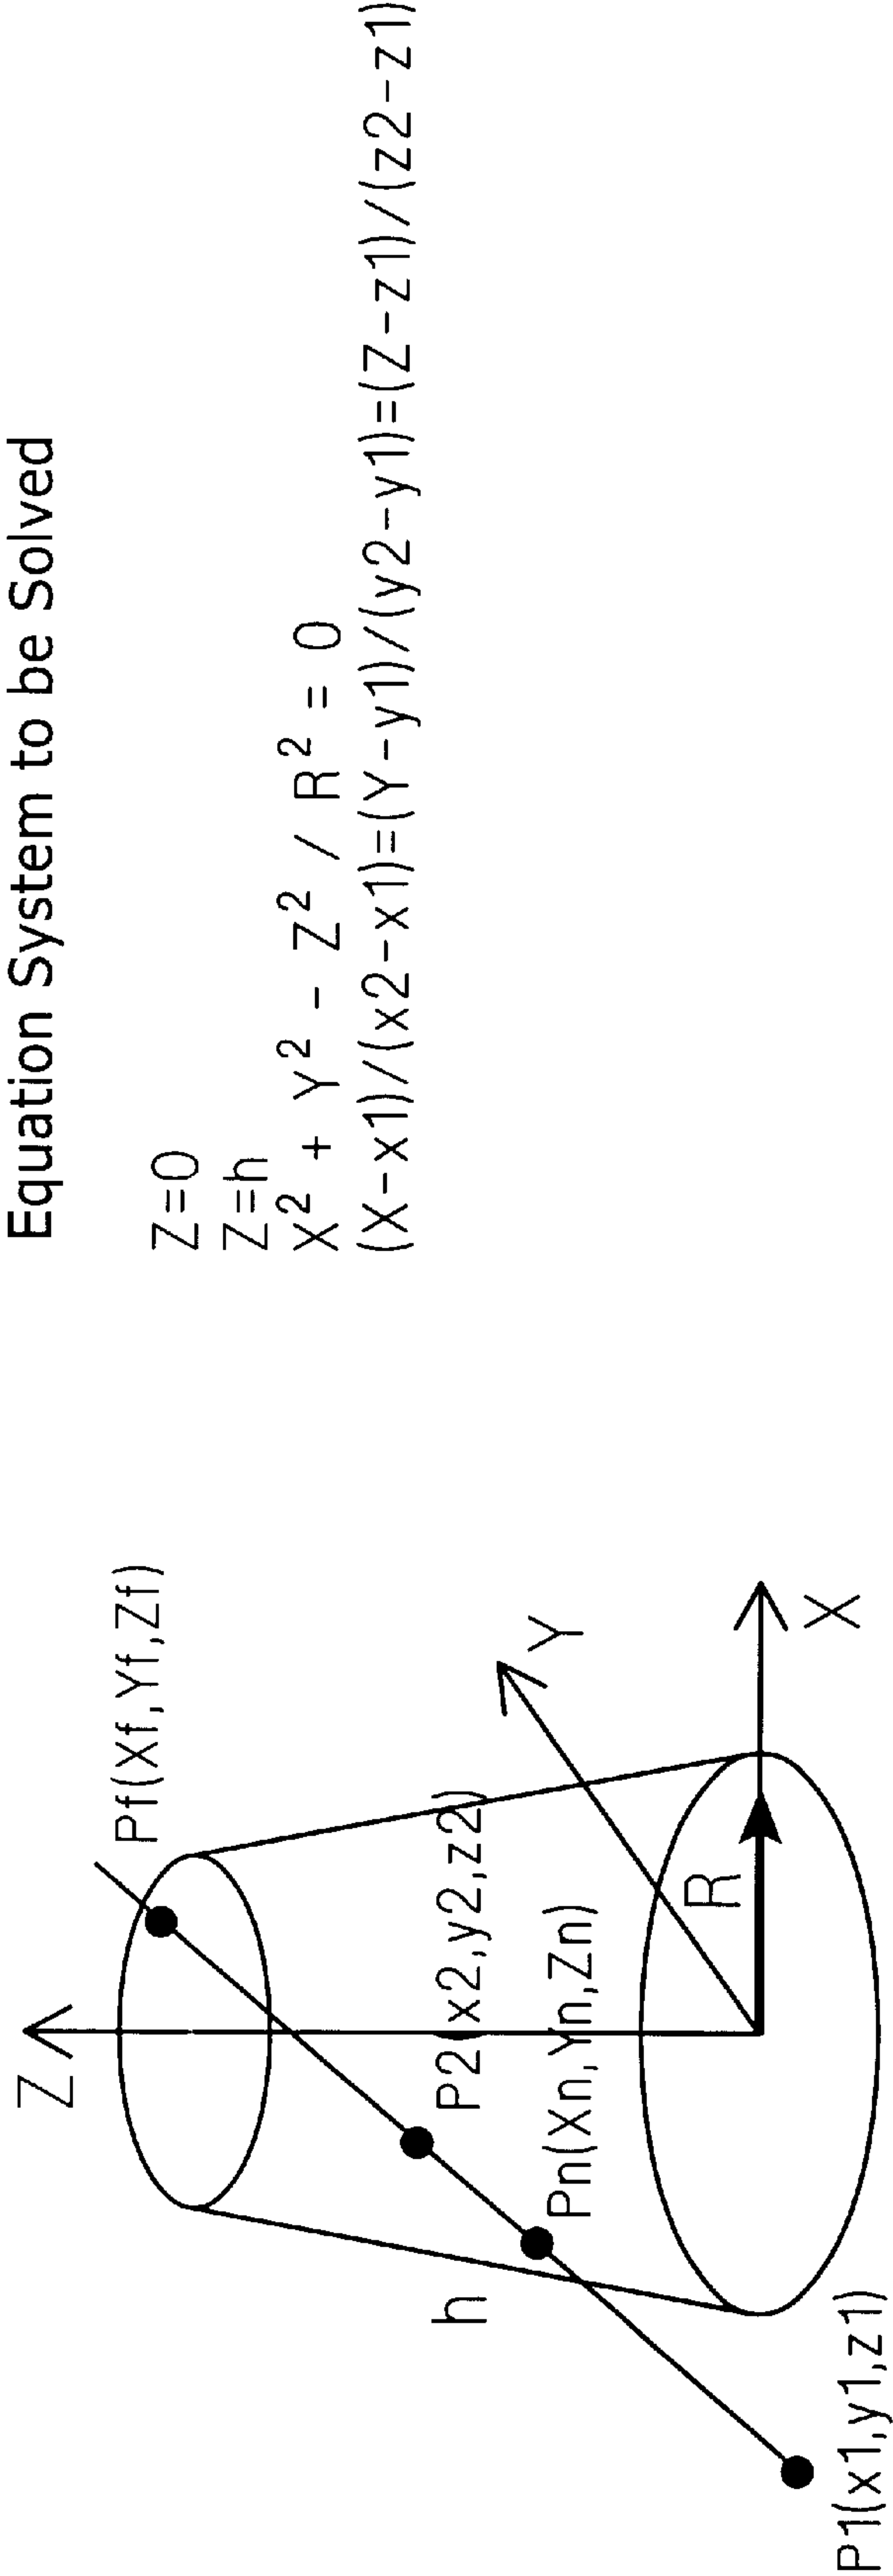 Equation System to be Solved
Z=0
Z=h
X² + Y² - Z² / R² = 0
(X-x1)/(x2-x1)=(Y-y1)/(y2-y1)=(Z-z1)/(z2-z1)
Z
Pf(Xf,Yf,Zf)
Y
P2(x2,y2,z2)
h
Pn(Xn,Yn,Zn)
R
X
P1(x1,y1,z1)